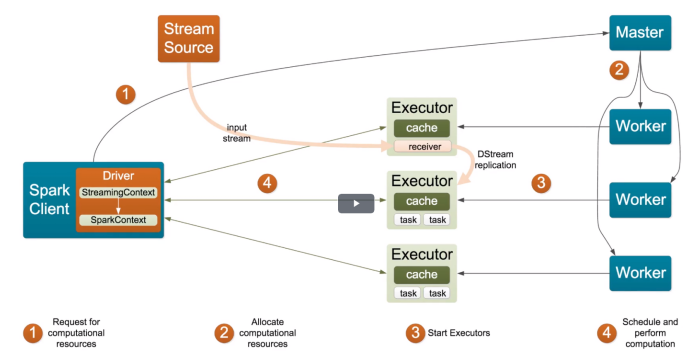 Stream
Source
Master
1
2
Executor
cache
receiver
input
stream
Worker
DStream
replication
Driver
StreamingContext
SparkContext
Spark
Client
4
Executor
cache
task task
3
Worker
Executor
cache
task task
Worker
1 Request for
computational
resources
2 Allocate
computational
resources
3 Start Executors
4 Schedule and
perform
computation